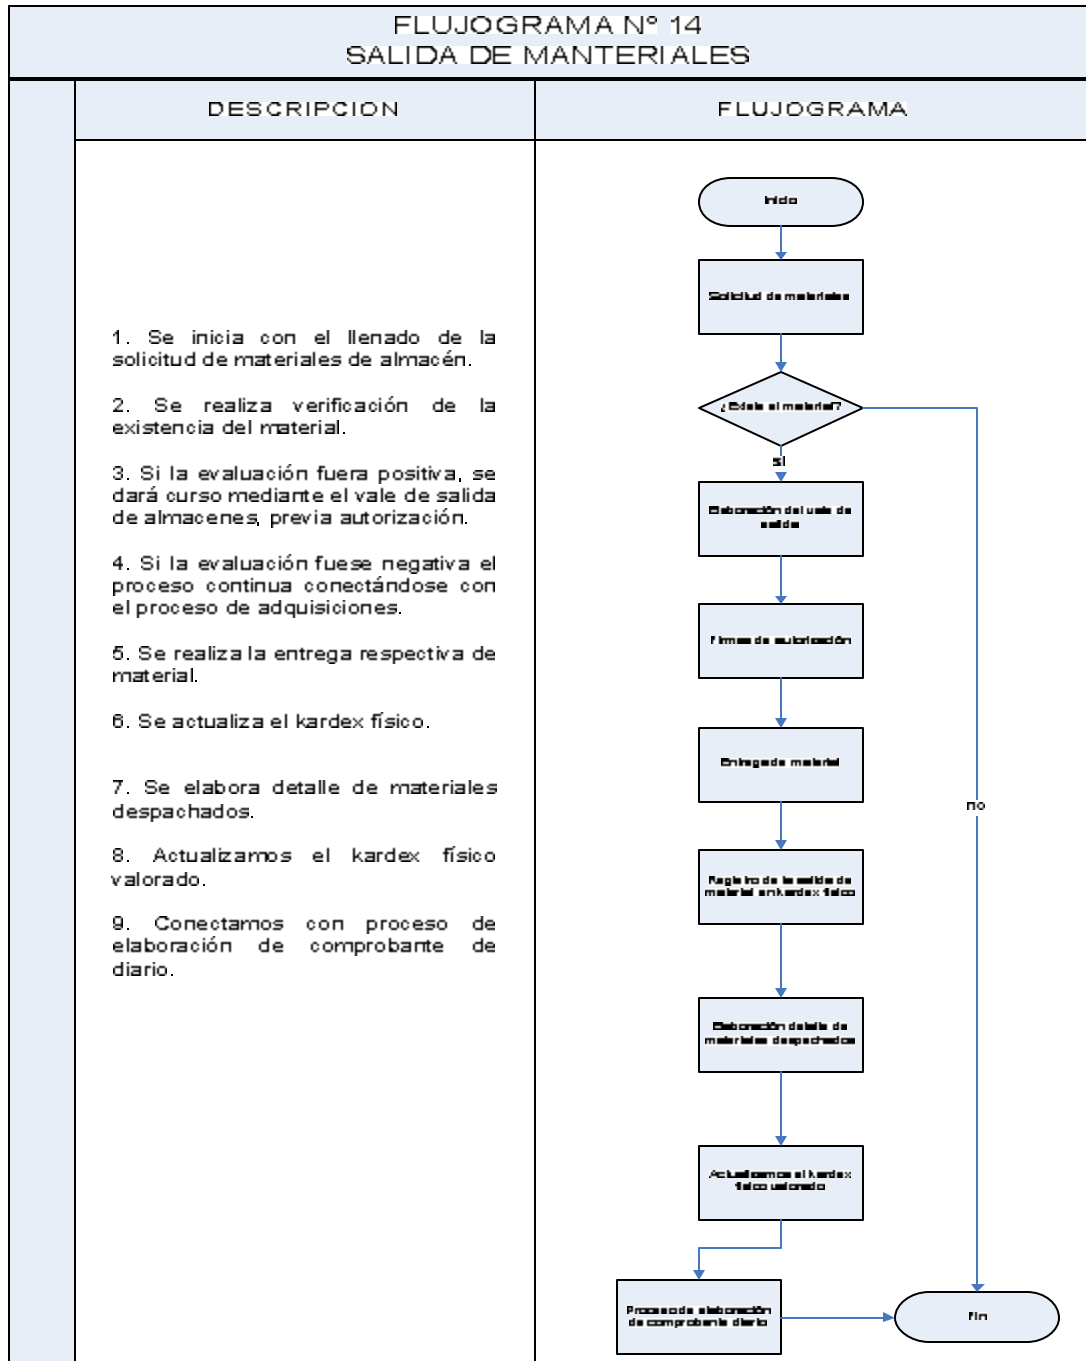 FLUJOGRAMA Nº 14
SALIDA DE MANTERIALES
DESCRIPCION
FLUJOGRAMA
1. Se inicia con el llenado de la
solicitud de materiales de almacén.
2. Se realiza verificación de la
existencia del material.
3. Si la evaluación fuera positiva, se
dará curso mediante el vale de salida
de almacenes, previa autorización.
4. Si la evaluación fuese negativa el
proceso continua conectándose con
el proceso de adquisiciones.
5. Se realiza la entrega respectiva de
material.
6. Se actualiza el kardex físico.
7. Se elabora detalle de materiales
despachados.
8. Actualizamos el kardex físico
valorado.
9. Conectamos con proceso de
elaboración de comprobante de
diario.
Inicio
Solicitud de materiales
¿Existe el material?
si
Elaboración del vale de
salida
Firmas de autorización
Entrega de material
no
Registro de la salida de
material en kardex físico
Elaboración detalle de
materiales despachados
Actualizamos el kardex
físico valorado
Proceso de elaboración
de comprobante diario
Fin